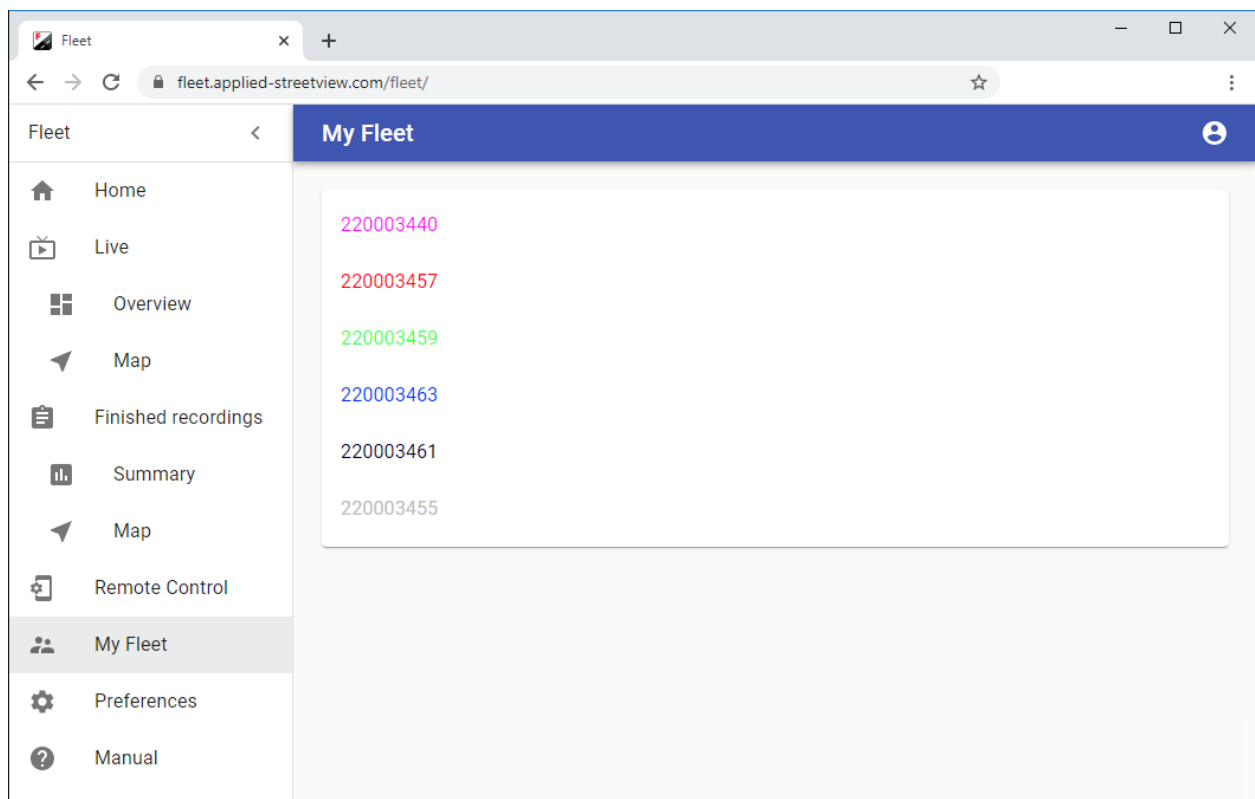 Fleet
fleet.applied-streetview.com/fleet/
Fleet
My Fleet
Home
Live
Overview
Map
Finished recordings
Summary
Map
Remote Control
My Fleet
Preferences
Manual
220003440
220003457
220003459
220003463
220003461
220003455